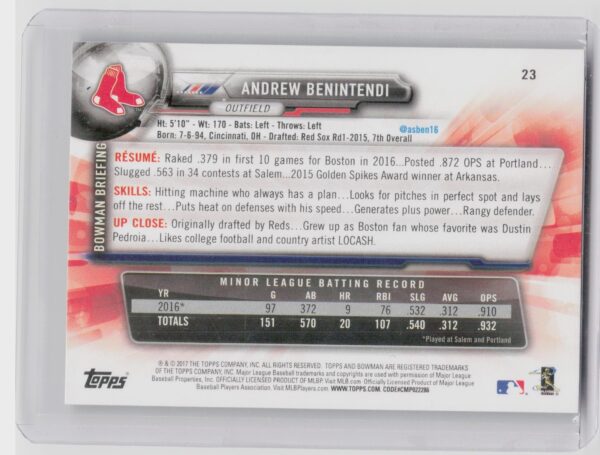 ANDREW BENINTENDI
23
OUTFIELD
Ht: 5'10" - Wt: 170 - Bats: Left - Throws: Left
@asben16
Born: 7-6-94, Cincinnati, OH - Drafted: Red Sox Rd1-2015, 7th Overall
BOWMAN BRIEFING
RÉSUMÉ: Raked .379 in first 10 games for Boston in 2016...Posted .872 OPS at Portland...
Slugged .563 in 34 contests at Salem...2015 Golden Spikes Award winner at Arkansas.
SKILLS: Hitting machine who always has a plan...Looks for pitches in perfect spot and lays
off the rest...Puts heat on defenses with his speed...Generates plus power...Rangy defender.
UP CLOSE: Originally drafted by Reds...Grew up as Boston fan whose favorite was Dustin
Pedroia...Likes college football and country artist LOCASH.
MINOR LEAGUE BATTING RECORD
YR G AB HR RBI SLG AVG OPS
2016* 97 372 9 76 .532 .312 .910
TOTALS 151 570 20 107 .540 .312 .932
*Played at Salem and Portland
Topps
® & © 2017 THE TOPPS COMPANY, INC. ALL RIGHTS RESERVED. TOPPS AND BOWMAN ARE REGISTERED TRADEMARKS
OF THE TOPPS COMPANY, INC. Major League Baseball trademarks and copyrights are used with permission of Major League
Baseball Properties, Inc. OFFICIALLY LICENSED PRODUCT OF MLBP. Visit MLB.com Officially Licensed Product of Major League
Baseball Players Association. Visit MLBPlayers.com. WWW.TOPPS.COM CODE#CMP022286